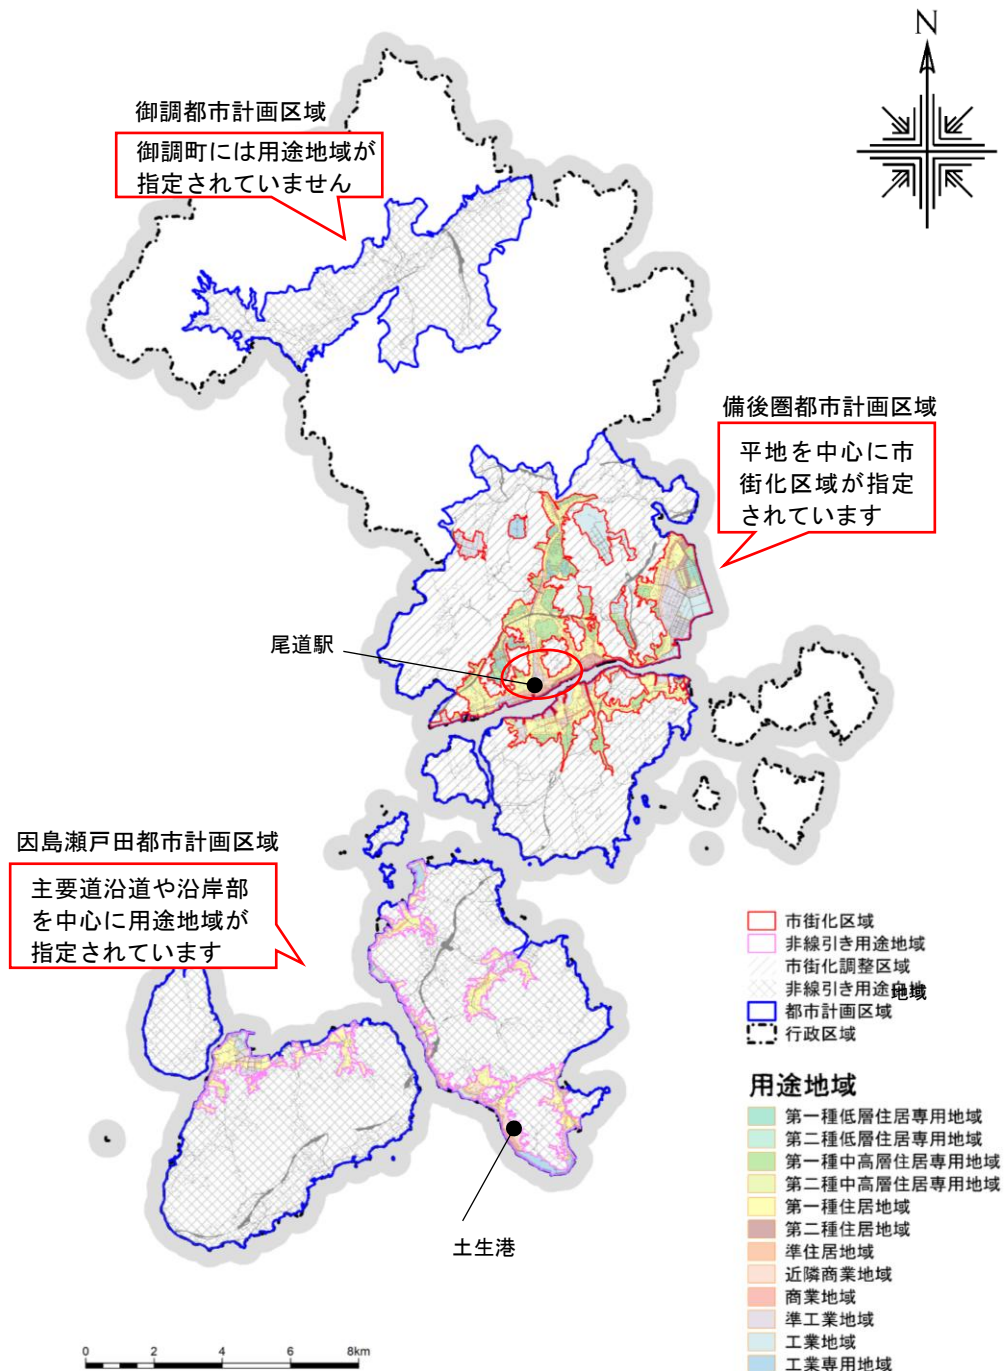 N
御調都市計画区域
御調町には用途地域が
指定されていません
備後圏都市計画区域
平地を中心に市
街化区域が指定
されています
尾道駅
因島瀬戸田都市計画区域
主要道沿道や沿岸部
を中心に用途地域が
指定されています
市街化区域
非線引き用途地域
市街化調整区域
非線引き用途地域
都市計画区域
行政区域
用途地域
第一種低層住居専用地域
第二種低層住居専用地域
第一種中高層住居専用地域
第二種中高層住居専用地域
第一種住居地域
第二種住居地域
準住居地域
近隣商業地域
商業地域
準工業地域
工業地域
工業専用地域
土生港
0 2 4 6 8km